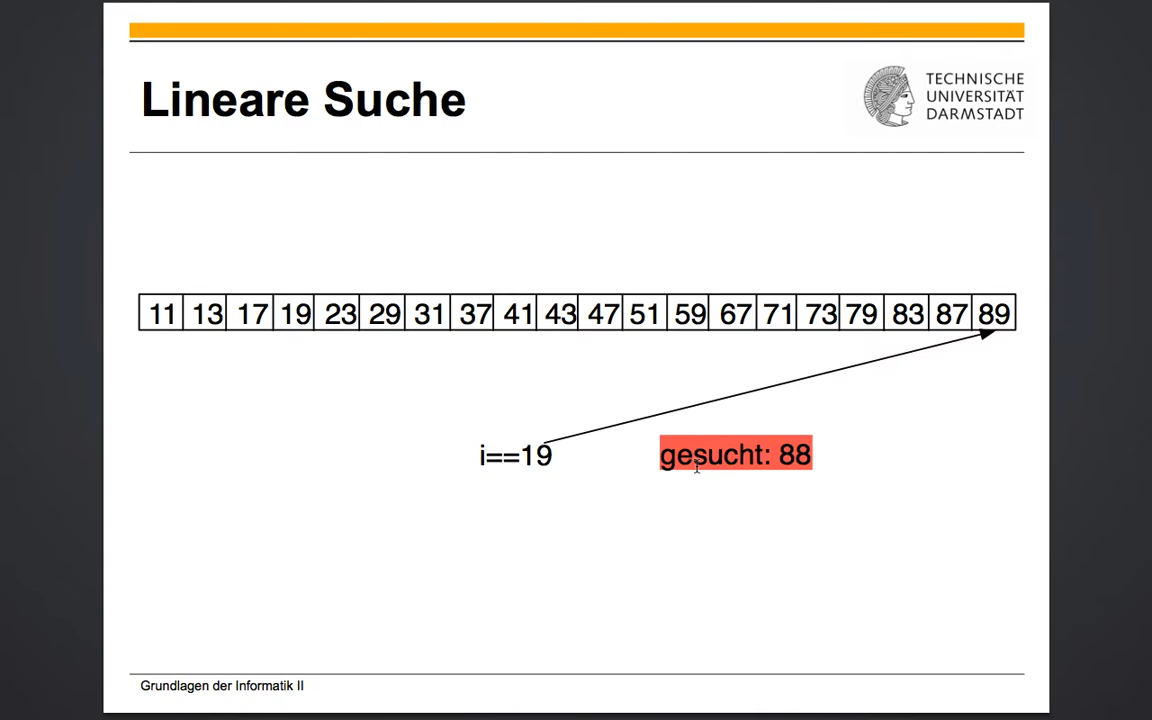 Lineare Suche
TECHNISCHE
UNIVERSITÄT
DARMSTADT
11 13 17 19 23 29 31 37 41 43 47 51 59 67 71 73 79 83 87 89
i==19 gesucht: 88
Grundlagen der Informatik II